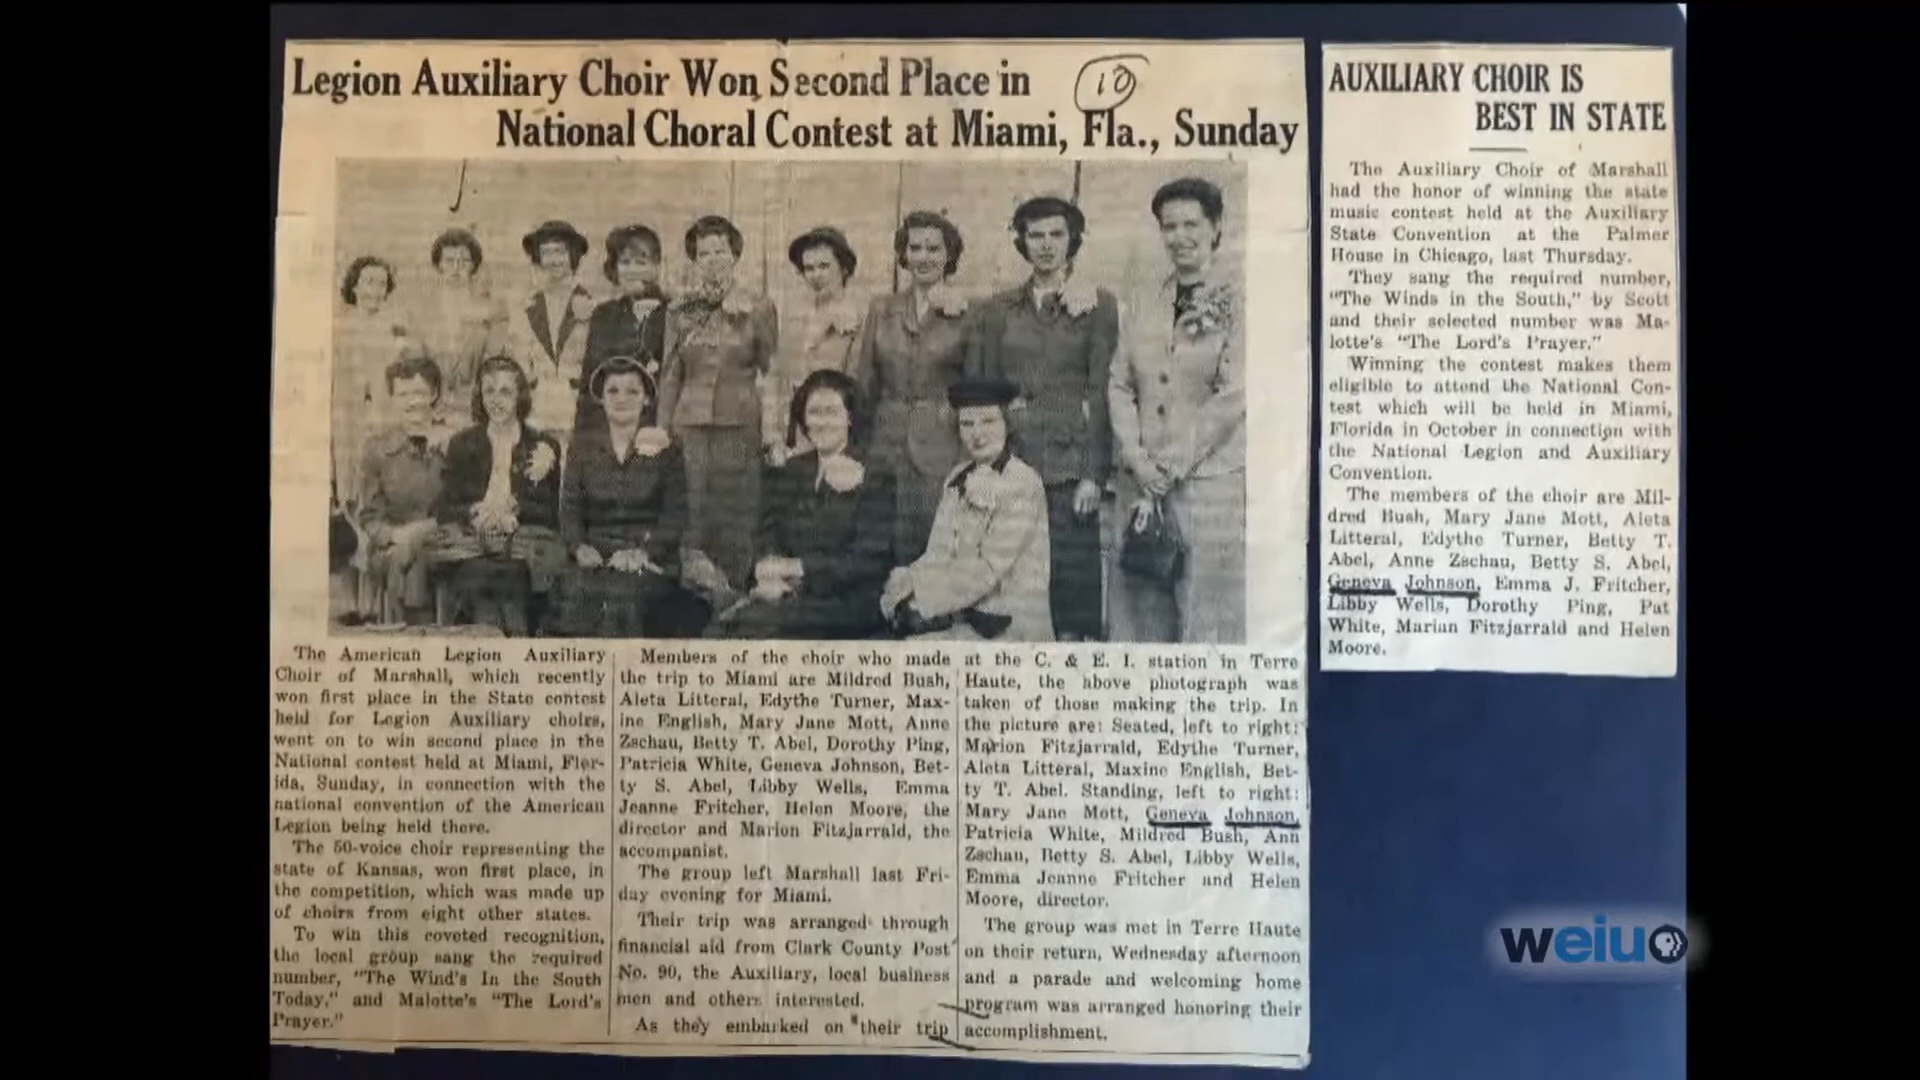 Legion Auxiliary Choir Won Second Place in
National Choral Contest at Miami, Fla., Sunday
10
The American Legion Auxiliary
Choir of Marshall, which recently
won first place in the State contest
held for Legion Auxiliary choirs,
went on to win second place in the
National contest held at Miami, Flor-
ida, Sunday, in connection with the
national convention of the American
Legion being held there.
The 50-voice choir representing the
state of Kansas, won first place, in
the competition, which was made up
of choirs from eight other states.
To win this coveted recognition,
the local group sang the required
number, "The Wind's In the South
Today," and Malotte's "The Lord's
Prayer."
Members of the choir who made
the trip to Miami are Mildred Bush,
Aleta Litteral, Edythe Turner, Max-
ine English, Mary Jane Mott, Anne
Zschau, Betty T. Abel, Dorothy Ping,
Patricia White, Geneva Johnson, Bet-
ty S. Abel, Libby Wells, Emma
Jeanne Fritcher, Helen Moore, the
director and Marion Fitzjarrald, the
accompanist.
The group left Marshall last Fri-
day evening for Miami.
Their trip was arranged through
financial aid from Clark County Post
No. 90, the Auxiliary, local business
men and others interested.
As they embarked on their trip
at the C. & E. I. station in Terre
Haute, the above photograph was
taken of those making the trip. In
the picture are: Seated, left to right:
Marion Fitzjarrald, Edythe Turner,
Aleta Litteral, Maxine English, Bet-
ty T. Abel. Standing, left to right:
Mary Jane Mott, Geneva Johnson,
Patricia White, Mildred Bush, Ann
Zschau, Betty S. Abel, Libby Wells,
Emma Jeanne Fritcher and Helen
Moore, director.
The group was met in Terre Haute
on their return, Wednesday afternoon
and a parade and welcoming home
program was arranged honoring their
accomplishment.
AUXILIARY CHOIR IS
BEST IN STATE
The Auxiliary Choir of Marshall
had the honor of winning the state
music contest held at the Auxiliary
State Convention at the Palmer
House in Chicago, last Thursday.
They sang the required number,
"The Winds in the South," by Scott
and their selected number was Ma-
lotte's "The Lord's Prayer."
Winning the contest makes them
eligible to attend the National Con-
test which will be held in Miami,
Florida in October in connection with
the National Legion and Auxiliary
Convention.
The members of the choir are Mil-
dred Bush, Mary Jane Mott, Aleta
Litteral, Edythe Turner, Betty T.
Abel, Anne Zschau, Betty S. Abel,
Geneva Johnson, Emma J. Fritcher,
Libby Wells, Dorothy Ping, Pat
White, Marian Fitzjarrald and Helen
Moore.
weiu